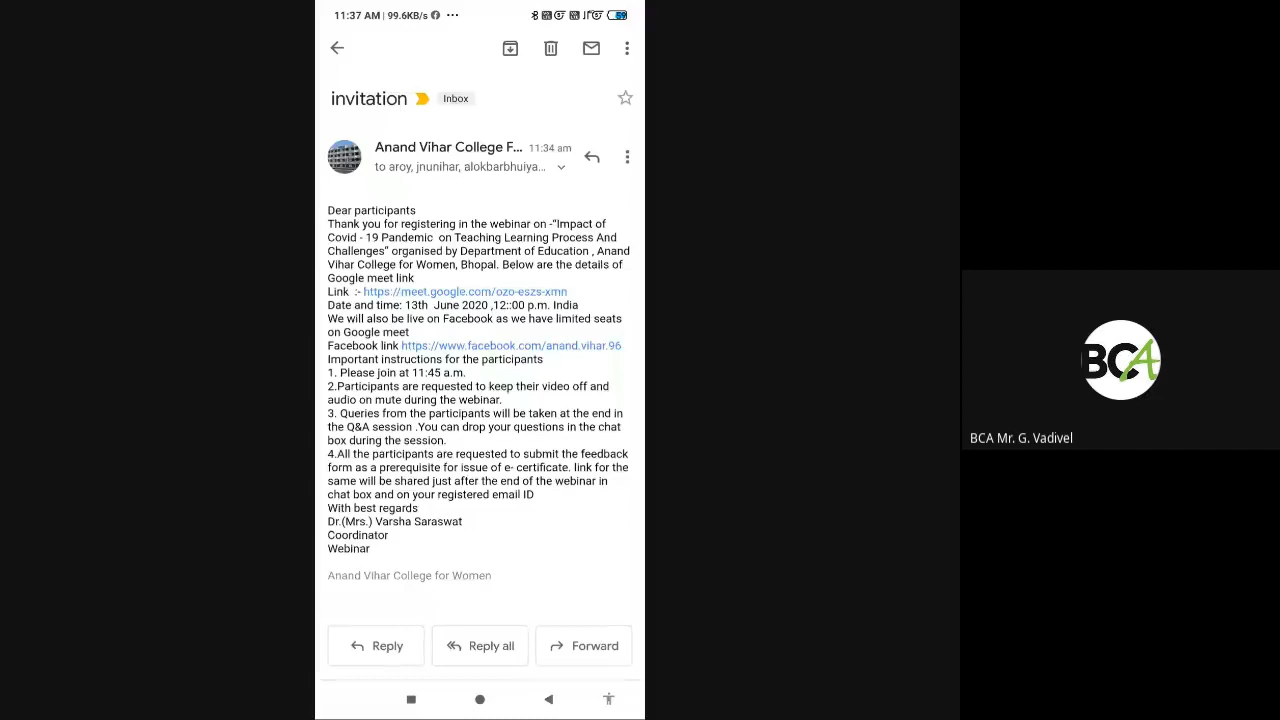 11:37 AM | 99.6KB/s
invitation
Inbox
Anand Vihar College F... 11:34 am
to aroy, jnunihar, alokbarbhuiya...
Dear participants
Thank you for registering in the webinar on -“Impact of
Covid - 19 Pandemic  on Teaching Learning Process And
Challenges” organised by Department of Education , Anand
Vihar College for Women, Bhopal. Below are the details of
Google meet link
Link  :- https://meet.google.com/ozo-eszs-xmn
Date and time: 13th  June 2020 ,12::00 p.m. India
We will also be live on Facebook as we have limited seats
on Google meet
Facebook link https://www.facebook.com/anand.vihar.96
Important instructions for the participants
1. Please join at 11:45 a.m.
2.Participants are requested to keep their video off and
audio on mute during the webinar.
3. Queries from the participants will be taken at the end in
the Q&A session .You can drop your questions in the chat
box during the session.
4.All the participants are requested to submit the feedback
form as a prerequisite for issue of e- certificate. link for the
same will be shared just after the end of the webinar in
chat box and on your registered email ID
With best regards
Dr.(Mrs.) Varsha Saraswat
Coordinator
Webinar
Anand Vihar College for Women
Reply
Reply all
Forward
BCA
BCA Mr. G. Vadivel